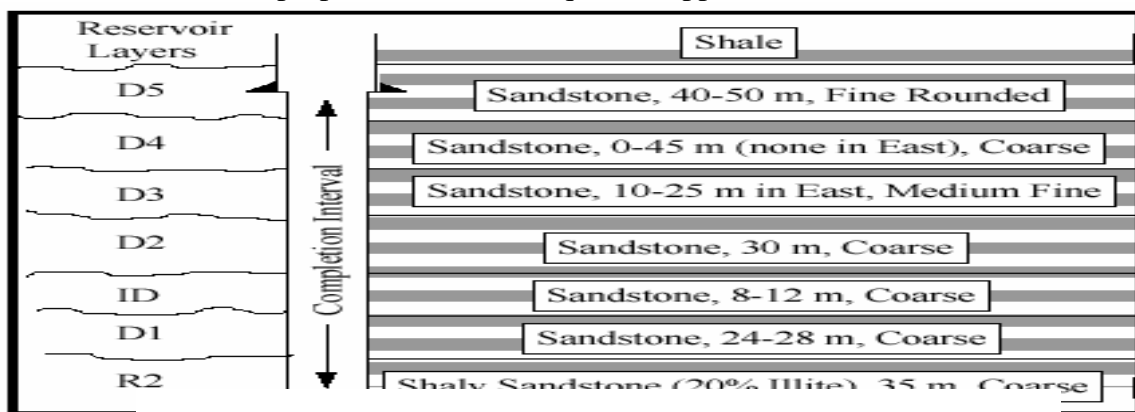 Reservoir
Layers
Shale
D5
Sandstone, 40-50 m, Fine Rounded
D4
Sandstone, 0-45 m (none in East), Coarse
D3
Sandstone, 10-25 m in East, Medium Fine
D2
Sandstone, 30 m, Coarse
ID
Sandstone, 8-12 m, Coarse
D1
Sandstone, 24-28 m, Coarse
R2
Shaly Sandstone (20% Illite), 35 m, Coarse
Completion Interval